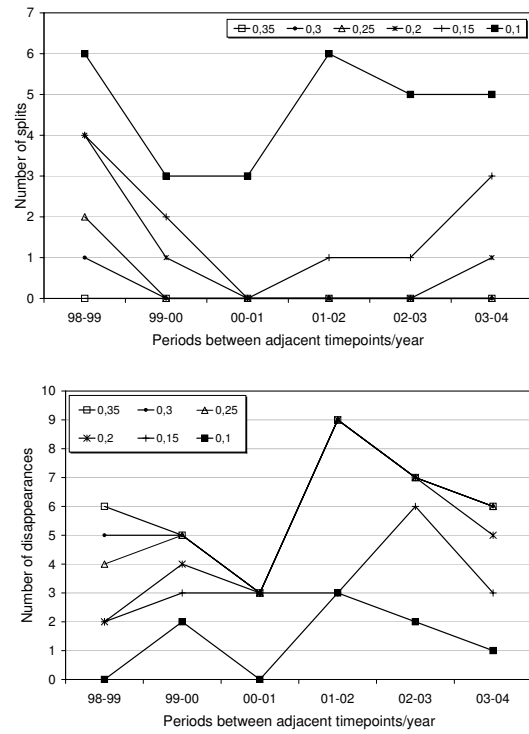 7
6
5
4
3
2
1
0
Number of splits
0,35 0,3 0,25 0,2 0,15 0,1
98-99 99-00 00-01 01-02 02-03 03-04
Periods between adjacent timepoints/year
10
9
8
7
6
5
4
3
2
1
0
Number of disappearances
0,35 0,3 0,25
0,2 0,15 0,1
98-99 99-00 00-01 01-02 02-03 03-04
Periods between adjacent timepoints/year